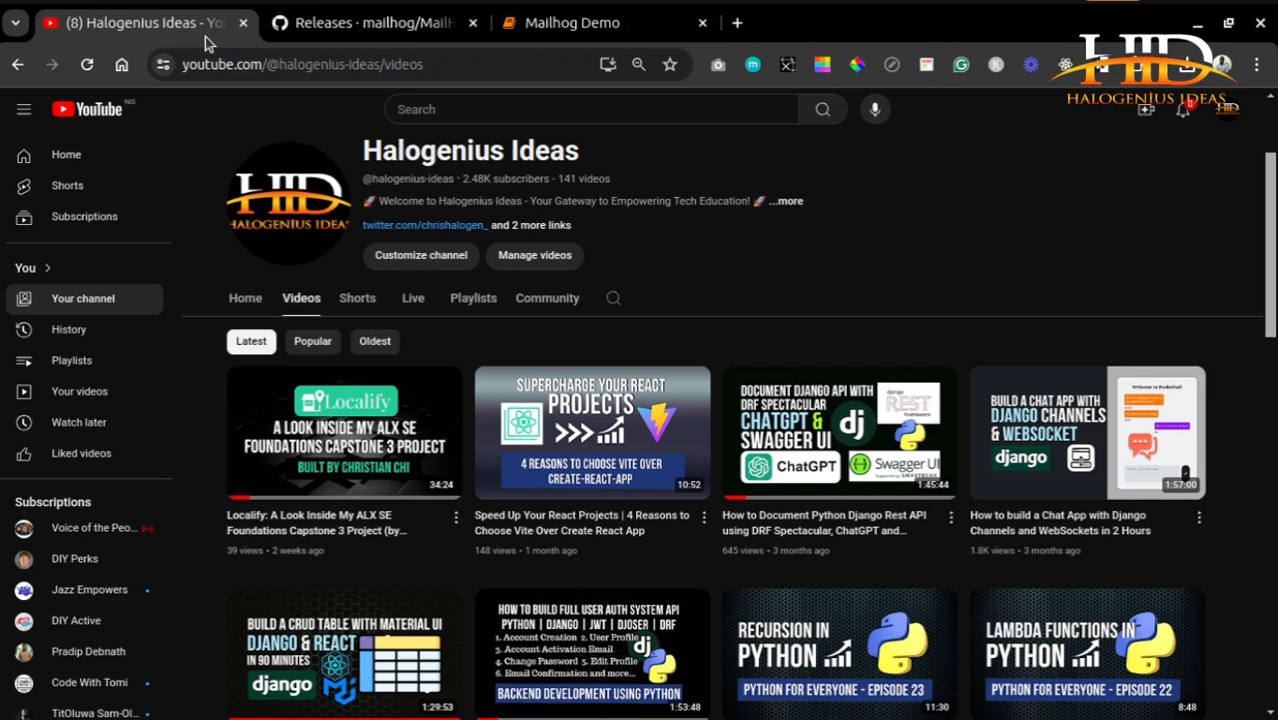 (8) Halogenius Ideas - Yo
Releases · mailhog/MailH
Mailhog Demo
youtube.com/@halogenius-ideas/videos
HID
HALOGENIUS IDEAS
YouTube NG
Search
8
Home
Shorts
Subscriptions
You
Your channel
History
Playlists
Your videos
Watch later
Liked videos
Subscriptions
Voice of the Peo...
DIY Perks
Jazz Empowers
DIY Active
Pradip Debnath
Code With Tomi
TitOluwa Sam-Ol...
HID
HALOGENIUS IDEAS
Halogenius Ideas
@halogenius-ideas · 2.48K subscribers · 141 videos
🚀 Welcome to Halogenius Ideas - Your Gateway to Empowering Tech Education! 🚀 ...more
twitter.com/chrishalogen_ and 2 more links
Customize channel
Manage videos
Home
Videos
Shorts
Live
Playlists
Community
Latest
Popular
Oldest
Localify
A LOOK INSIDE MY ALX SE
FOUNDATIONS CAPSTONE 3 PROJECT
BUILT BY CHRISTIAN CHI
34:24
Localify: A Look Inside My ALX SE
Foundations Capstone 3 Project (by...
39 views · 2 weeks ago
SUPERCHARGE YOUR REACT
PROJECTS
>>>
4 REASONS TO CHOOSE VITE OVER
CREATE-REACT-APP
10:52
Speed Up Your React Projects | 4 Reasons to
Choose Vite Over Create React App
148 views · 1 month ago
DOCUMENT DJANGO API WITH
DRF SPECTACULAR,
CHATGPT &
SWAGGER UI
dj
django
REST
framework
ChatGPT
Swagger UI
1:45:44
How to Document Python Django Rest API
using DRF Spectacular, ChatGPT and...
645 views · 3 months ago
BUILD A CHAT APP WITH
DJANGO CHANNELS
& WEBSOCKET
django
1:57:00
How to build a Chat App with Django
Channels and WebSockets in 2 Hours
1.8K views · 3 months ago
BUILD A CRUD TABLE WITH MATERIAL UI
DJANGO & REACT
IN 90 MINUTES
django
1:29:53
HOW TO BUILD FULL USER AUTH SYSTEM API
PYTHON | DJANGO | JWT | DJOSER | DRF
1. Account Creation 2. User Profile
3. Account Activation Email
4. Change Password 5. Edit Profile
6. Email Confirmation and more...
dj
BACKEND DEVELOPMENT USING PYTHON
1:53:48
RECURSION IN
PYTHON
PYTHON FOR EVERYONE - EPISODE 23
11:30
LAMBDA FUNCTIONS IN
PYTHON
PYTHON FOR EVERYONE - EPISODE 22
8:48